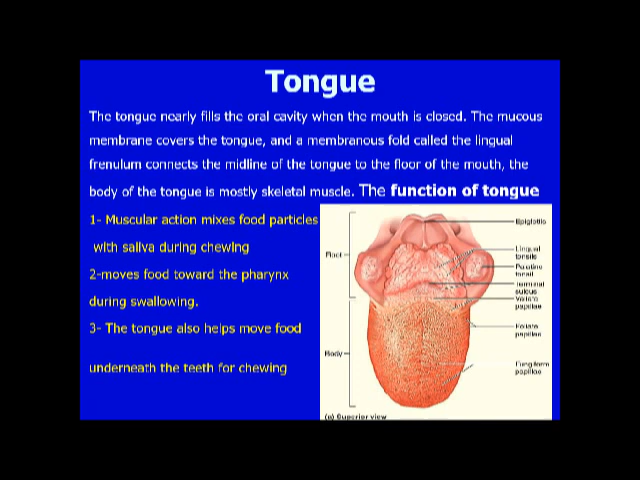 Tongue
The tongue nearly fills the oral cavity when the mouth is closed. The mucous
membrane covers the tongue, and a membranous fold called the lingual
frenulum connects the midline of the tongue to the floor of the mouth, the
body of the tongue is mostly skeletal muscle. The function of tongue
1- Muscular action mixes food particles
with saliva during chewing
2-moves food toward the pharynx
during swallowing.
3- The tongue also helps move food
underneath the teeth for chewing
Epiglottis
Root
Lingual
tonsils
Palatine
tonsil
Terminal
sulcus
Vallate
papillae
Foliate
papillae
Body
Fungiform
papillae
(a) Superior view